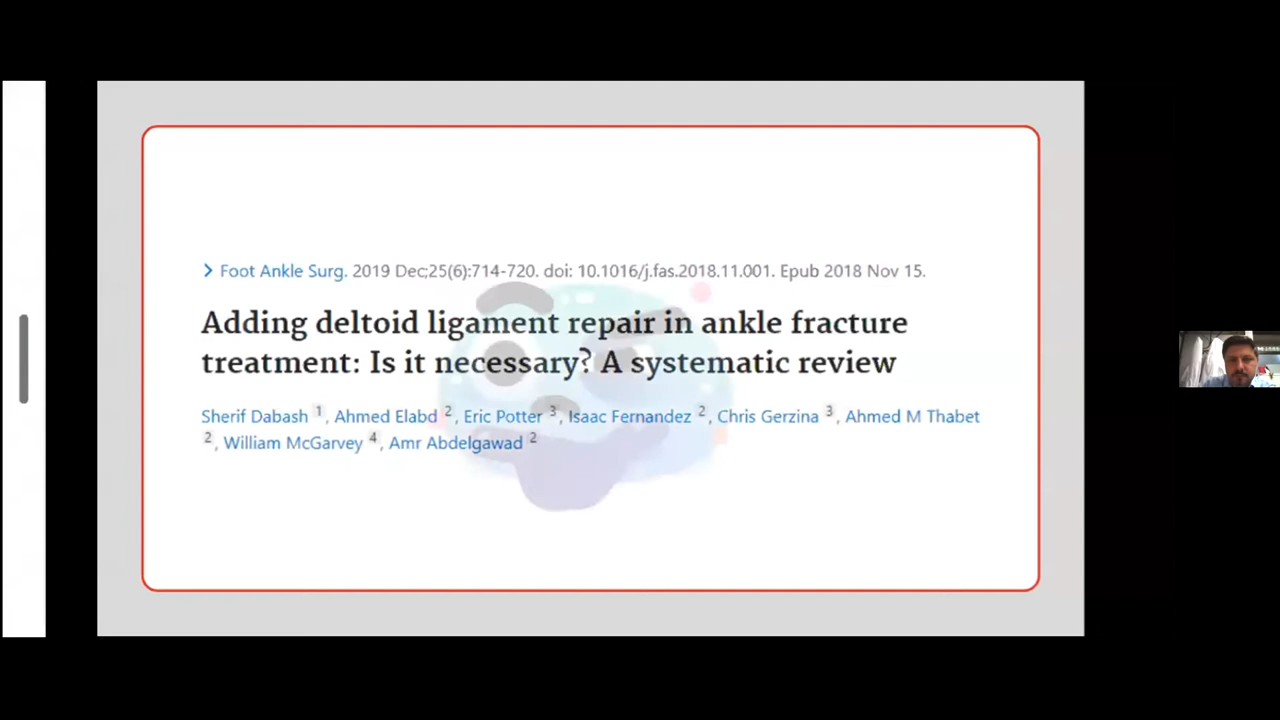 Foot Ankle Surg. 2019 Dec;25(6):714-720. doi: 10.1016/j.fas.2018.11.001. Epub 2018 Nov 15.
Adding deltoid ligament repair in ankle fracture
treatment: Is it necessary? A systematic review
Sherif Dabash 1, Ahmed Elabd 2, Eric Potter 3, Isaac Fernandez 2, Chris Gerzina 3, Ahmed M Thabet
2, William McGarvey 4, Amr Abdelgawad 2